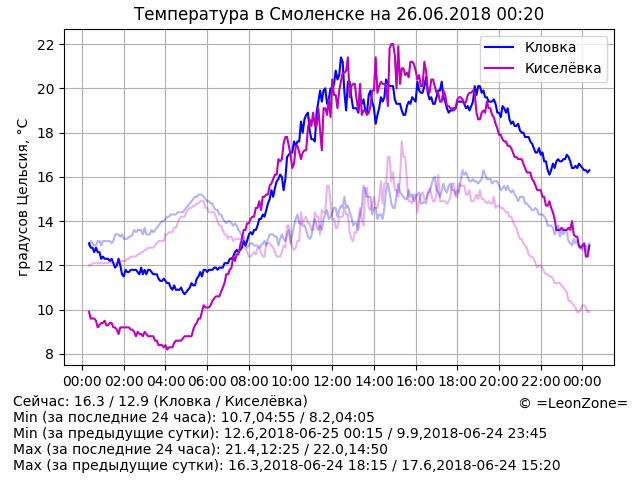 Температура в Смоленске на 26.06.2018 00:20
Кловка
Киселёвка
градусов Цельсия, °C
22
20
18
16
14
12
10
8
00:00 02:00 04:00 06:00 08:00 10:00 12:00 14:00 16:00 18:00 20:00 22:00 00:00
Сейчас: 16.3 / 12.9 (Кловка / Киселёвка)
© =LeonZone=
Min (за последние 24 часа): 10.7,04:55 / 8.2,04:05
Min (за предыдущие сутки): 12.6,2018-06-25 00:15 / 9.9,2018-06-24 23:45
Max (за последние 24 часа): 21.4,12:25 / 22.0,14:50
Max (за предыдущие сутки): 16.3,2018-06-24 18:15 / 17.6,2018-06-24 15:20